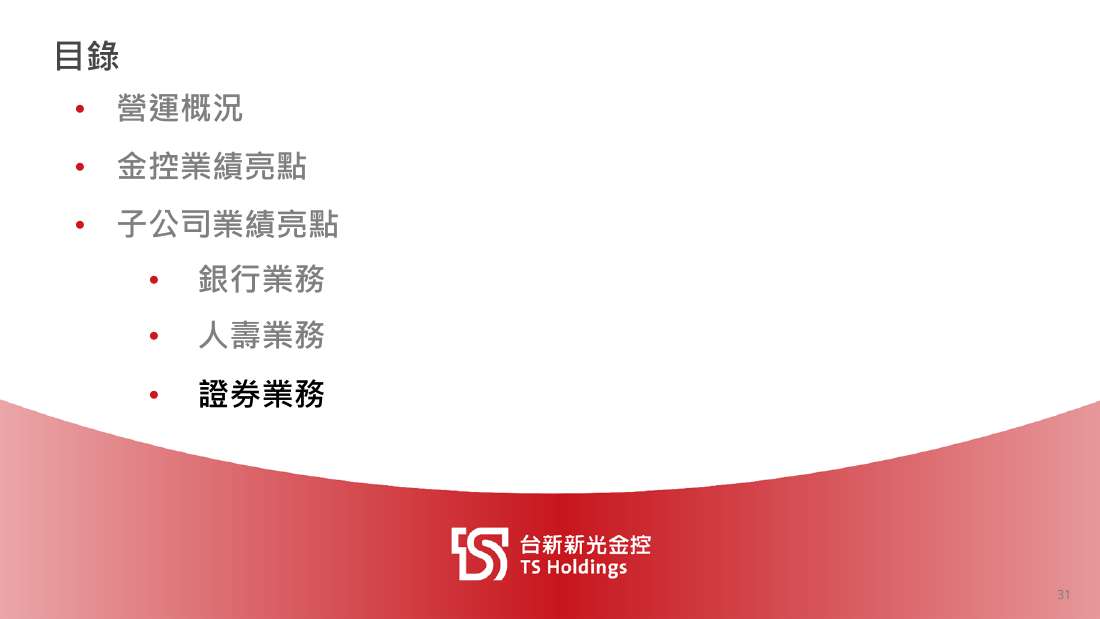 目錄
• 營運概況
• 金控業績亮點
• 子公司業績亮點
• 銀行業務
• 人壽業務
• 證券業務
台新新光金控
TS Holdings
31